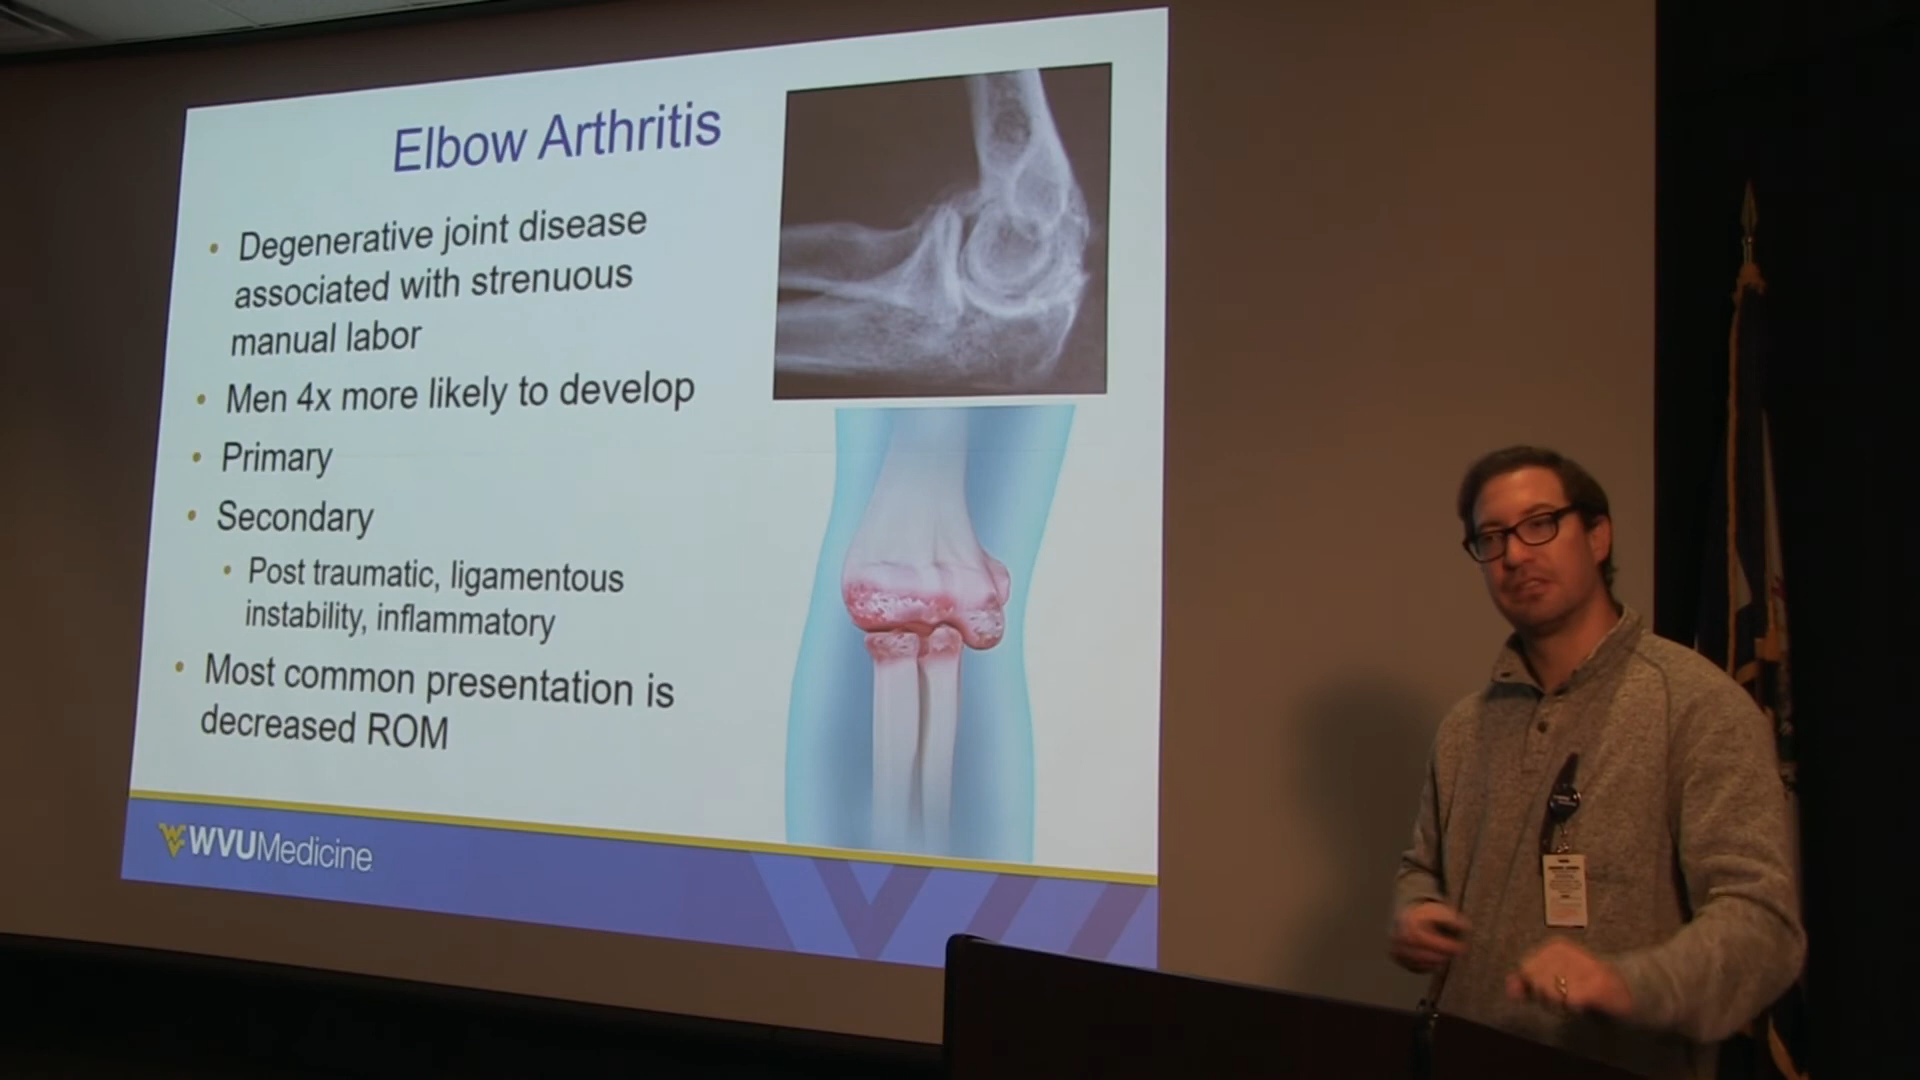 Elbow Arthritis
• Degenerative joint disease
associated with strenuous
manual labor
• Men 4x more likely to develop
• Primary
• Secondary
• Post traumatic, ligamentous
instability, inflammatory
• Most common presentation is
decreased ROM
WVUMedicine